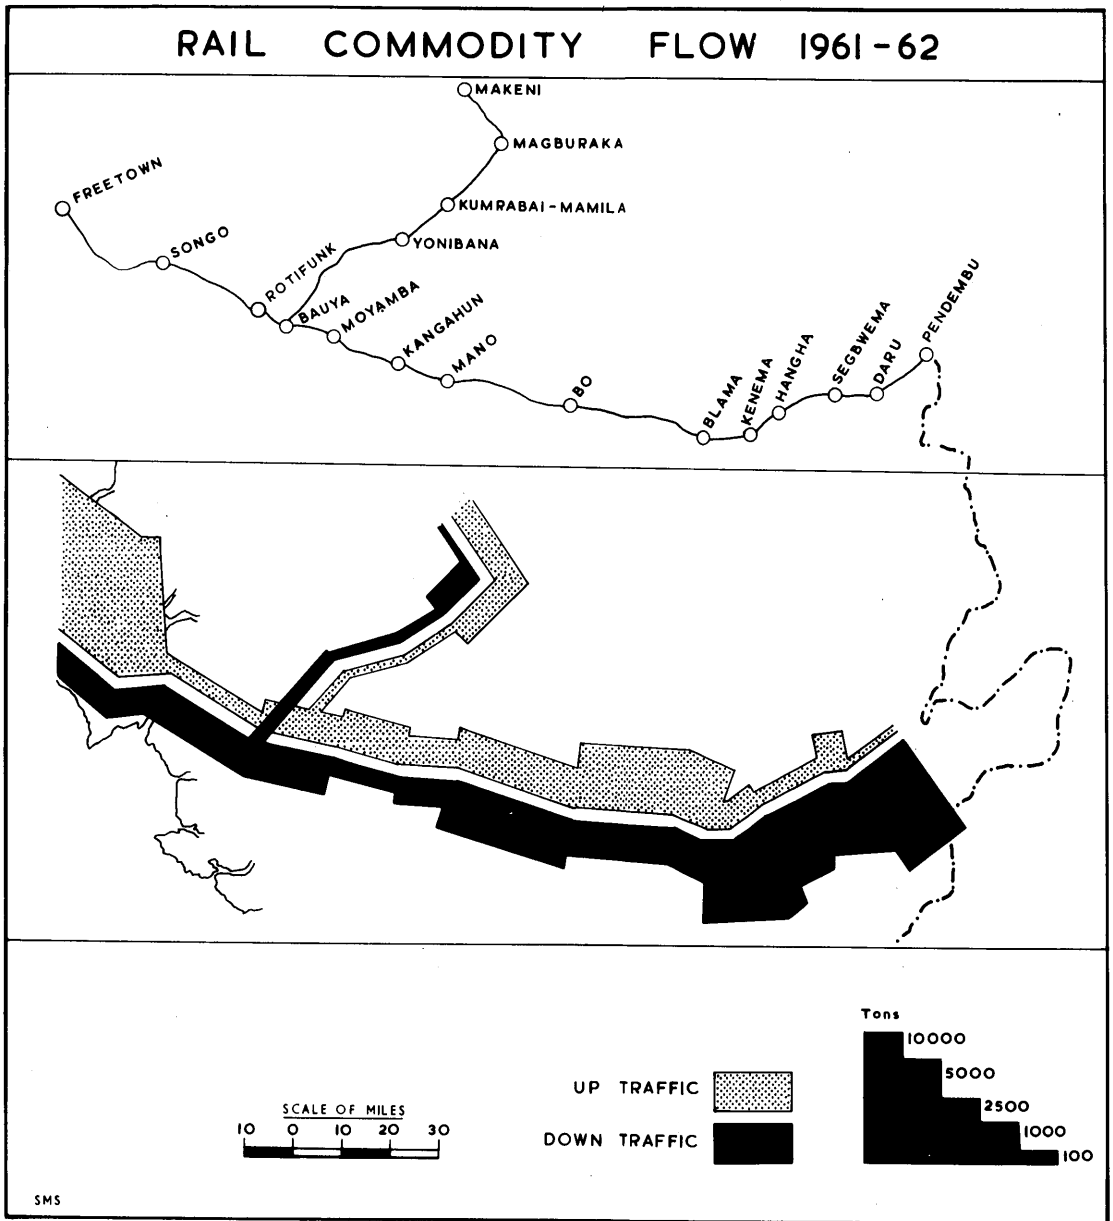 RAIL COMMODITY FLOW 1961-62
MAKENI
MAGBURAKA
FREETOWN
KUMRABAI-MAMILA
SONGO
YONIBANA
ROTIFUNK
BAUYA
MOYAMBA
KANGAHUN
MANO
BO
BLAMA
KENEMA
HANGHA
SEGBWEMA
DARU
PENDEMBU
Tons
10000
5000
2500
1000
100
UP TRAFFIC
DOWN TRAFFIC
SCALE OF MILES
10 0 10 20 30
SMS